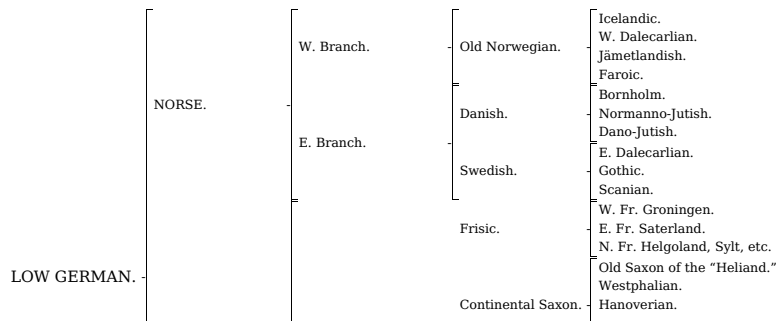 Icelandic.
W. Branch.
Old Norwegian.
W. Dalecarlian.
Jämetlandish.
Faroic.
NORSE.
Bornholm.
Danish.
Normanno-Jutish.
Dano-Jutish.
E. Branch.
E. Dalecarlian.
Swedish.
Gothic.
Scanian.
W. Fr. Groningen.
Frisic.
E. Fr. Saterland.
N. Fr. Helgoland, Sylt, etc.
LOW GERMAN.
Old Saxon of the “Heliand.”
Westphalian.
Continental Saxon.
Hanoverian.